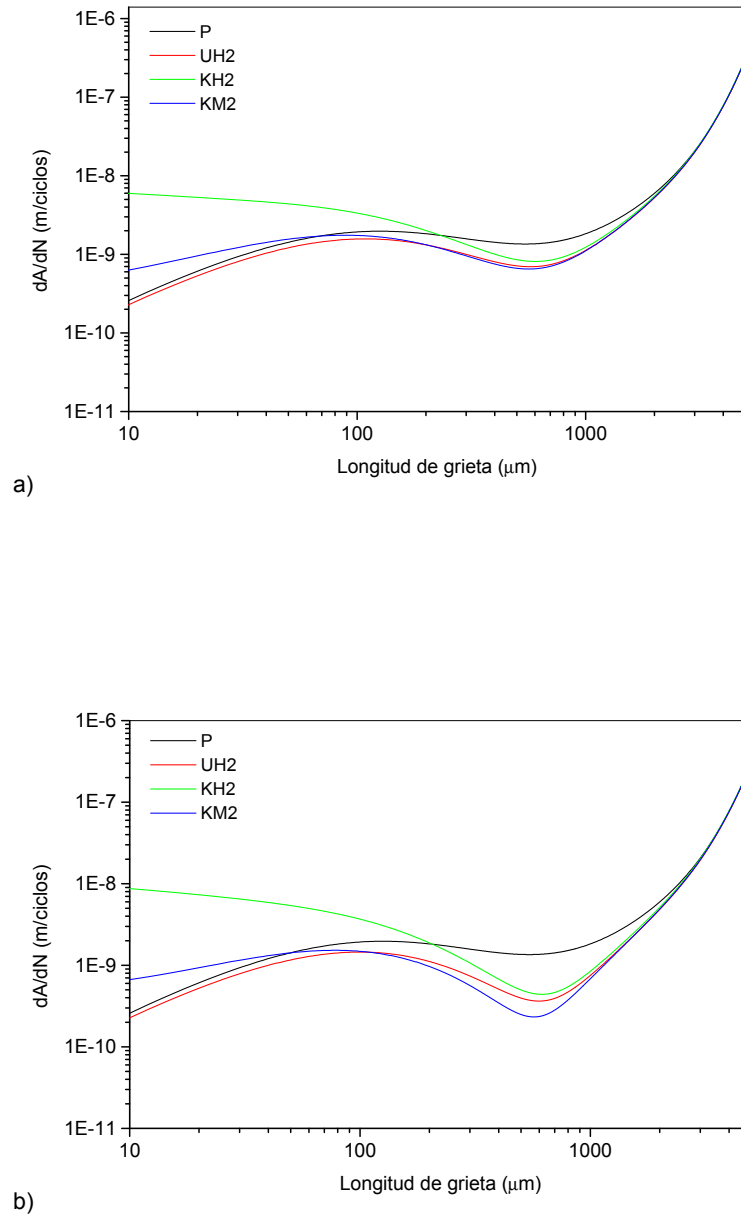 1E-6
1E-7
1E-8
1E-9
1E-10
1E-11
dA/dN (m/ciclos)
P
UH2
KH2
KM2
10
100
1000
Longitud de grieta (μm)
a)
1E-6
1E-7
1E-8
1E-9
1E-10
1E-11
dA/dN (m/ciclos)
P
UH2
KH2
KM2
10
100
1000
Longitud de grieta (μm)
b)